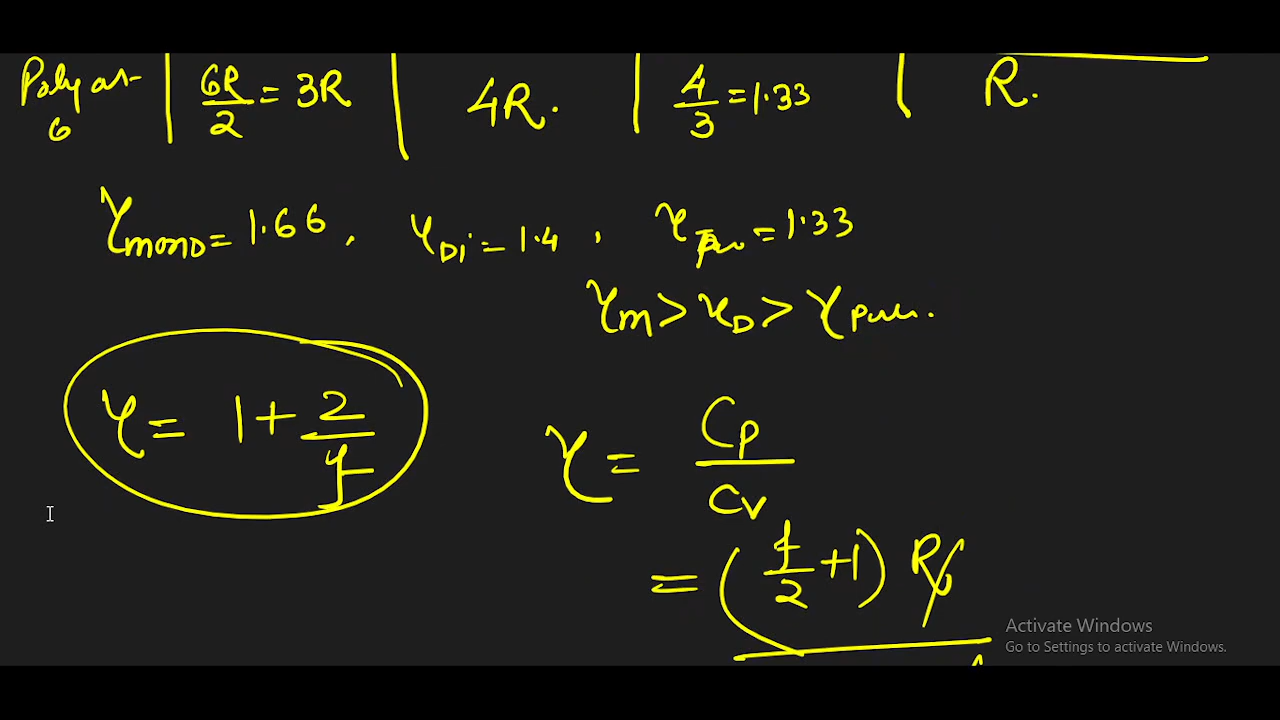 Polyat | 6R/2 = 3R | 4R. | 4/3 = 1.33 | R.
6
γmono = 1.66, γDi = 1.4, γ = 1.33
γm > γD > γ
γ = 1 + 2/f
γ = Cp/Cv
= (f/2 + 1) R
Activate Windows
Go to Settings to activate Windows.